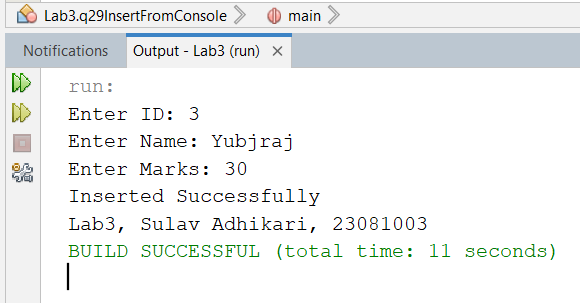 Lab3.q29InsertFromConsole main
Notifications Output - Lab3 (run) ×
run:
Enter ID: 3
Enter Name: Yubjraj
Enter Marks: 30
Inserted Successfully
Lab3, Sulav Adhikari, 23081003
BUILD SUCCESSFUL (total time: 11 seconds)